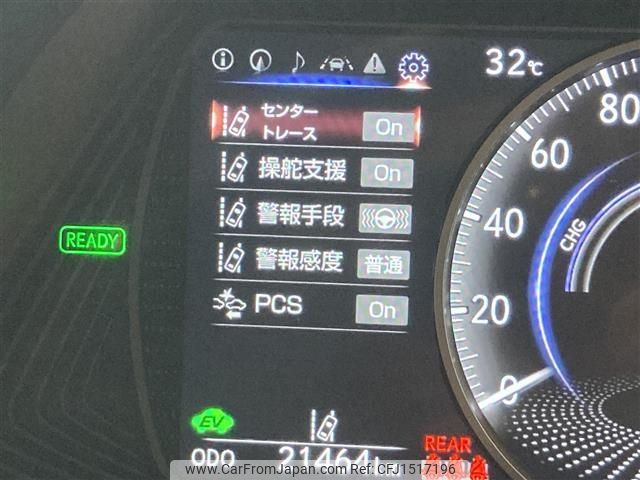 32℃
センター
トレース On
操舵支援 On
警報手段
警報感度 普通
PCS On
READY
80
60
40
20
0
CHG
EV
ODO 21464
REAR
www.CarFromJapan.com REF No: CFJ1517196